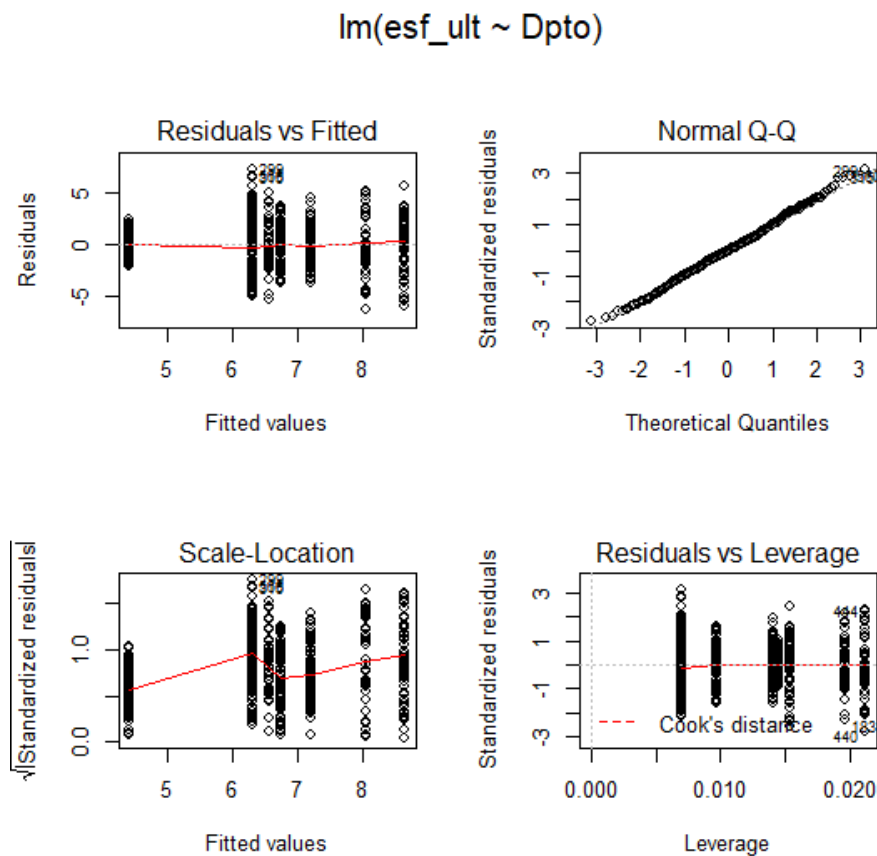 lm(esf_ult ~ Dpto)
Residuals vs Fitted
Residuals
5
0
-5
5 6 7 8
Fitted values
Normal Q-Q
Standardized residuals
3
1
-1
-3
-3 -2 -1 0 1 2 3
Theoretical Quantiles
Scale-Location
√|Standardized residuals|
1.0
0.0
5 6 7 8
Fitted values
Residuals vs Leverage
Standardized residuals
3
1
-1
-3
444
183
440
Cook's distance
0.000 0.010 0.020
Leverage